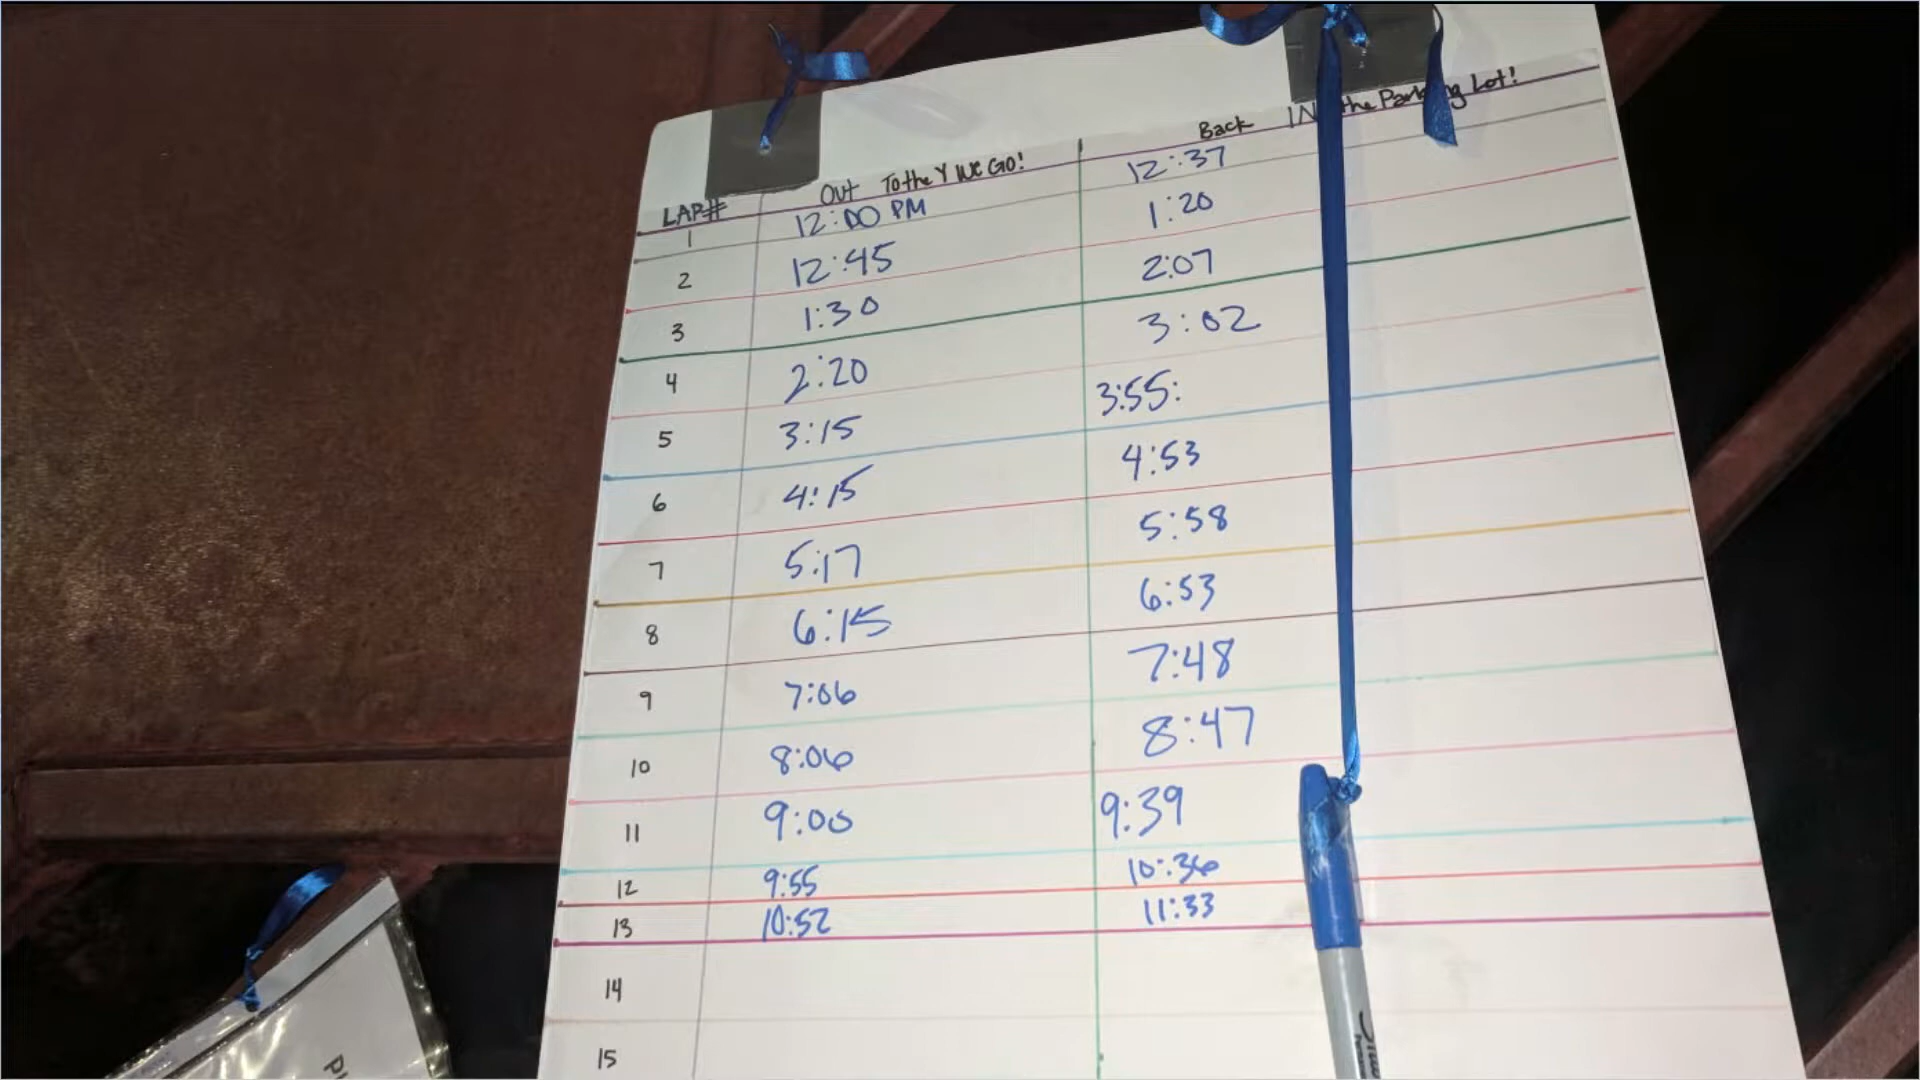 LAP# Out To the Y We Go! Back IN the Parking Lot!
1 12:00 PM 12:37
2 12:45 1:20
3 1:30 2:07
4 2:20 3:02
5 3:15 3:55:
6 4:15 4:53
7 5:17 5:58
8 6:15 6:53
9 7:06 7:48
10 8:06 8:47
11 9:00 9:39
12 9:55 10:36
13 10:52 11:33
14
15